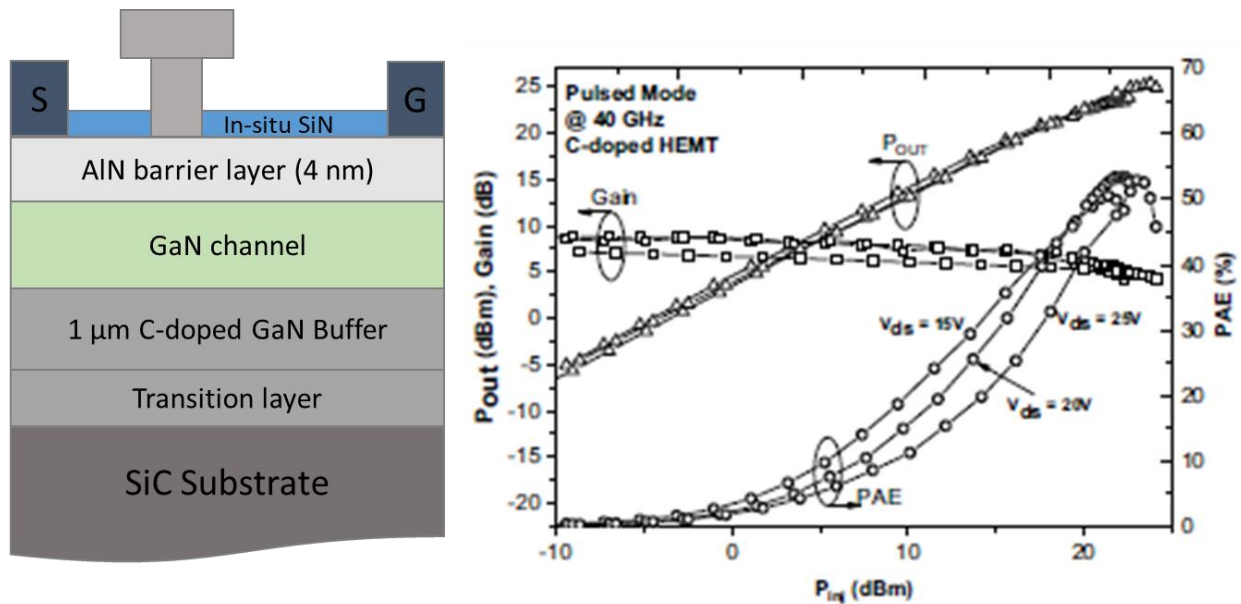 S
G
In-situ SiN
AlN barrier layer (4 nm)
GaN channel
1 µm C-doped GaN Buffer
Transition layer
SiC Substrate
Pulsed Mode
@ 40 GHz
C-doped HEMT
Gain
POUT
Vds = 15V
Vds = 25V
Vds = 20V
PAE
Pout (dBm), Gain (dB)
25
20
15
10
5
0
-5
-10
-15
-20
PAE (%)
70
60
50
40
30
20
10
0
-10
0
10
20
Pinj (dBm)